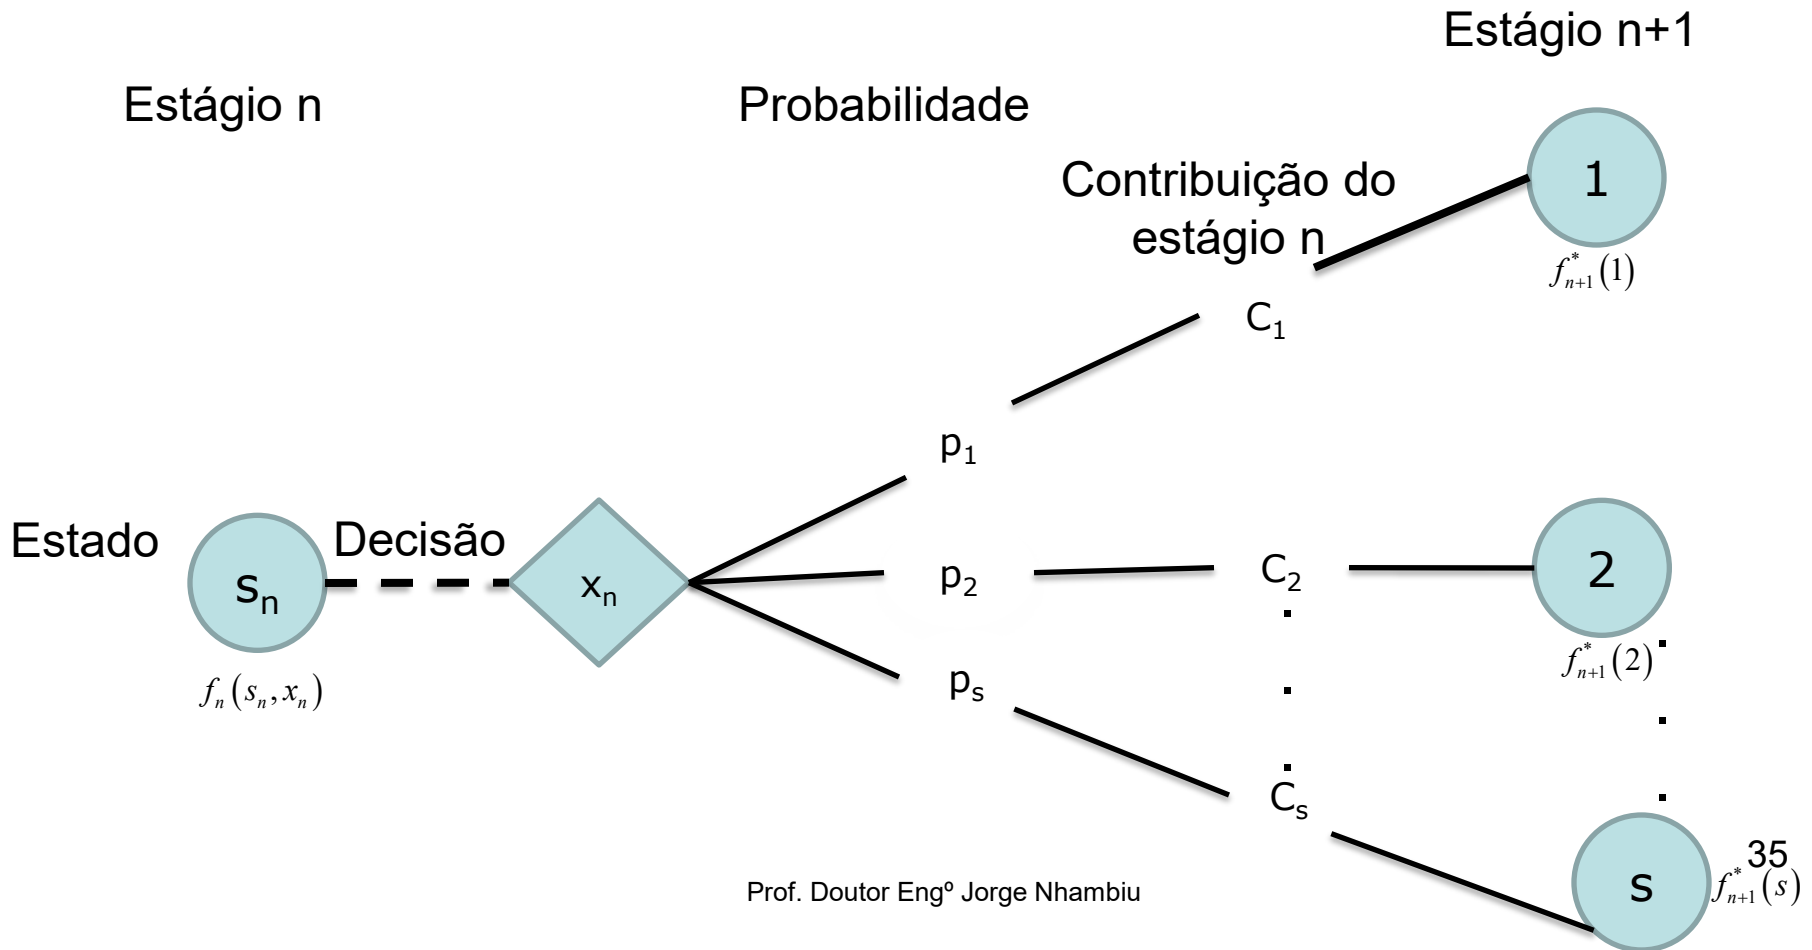 Estágio n+1
Estágio n
Probabilidade
Contribuição do
estágio n
1
f*ₙ₊₁(1)
C₁
p₁
Estado
sₙ
Decisão
xₙ
p₂
C₂
2
fₙ(sₙ,xₙ)
f*ₙ₊₁(2)
pₛ
Cₛ
s
f*ₙ₊₁(s)
35
Prof. Doutor Engº Jorge Nhambiu